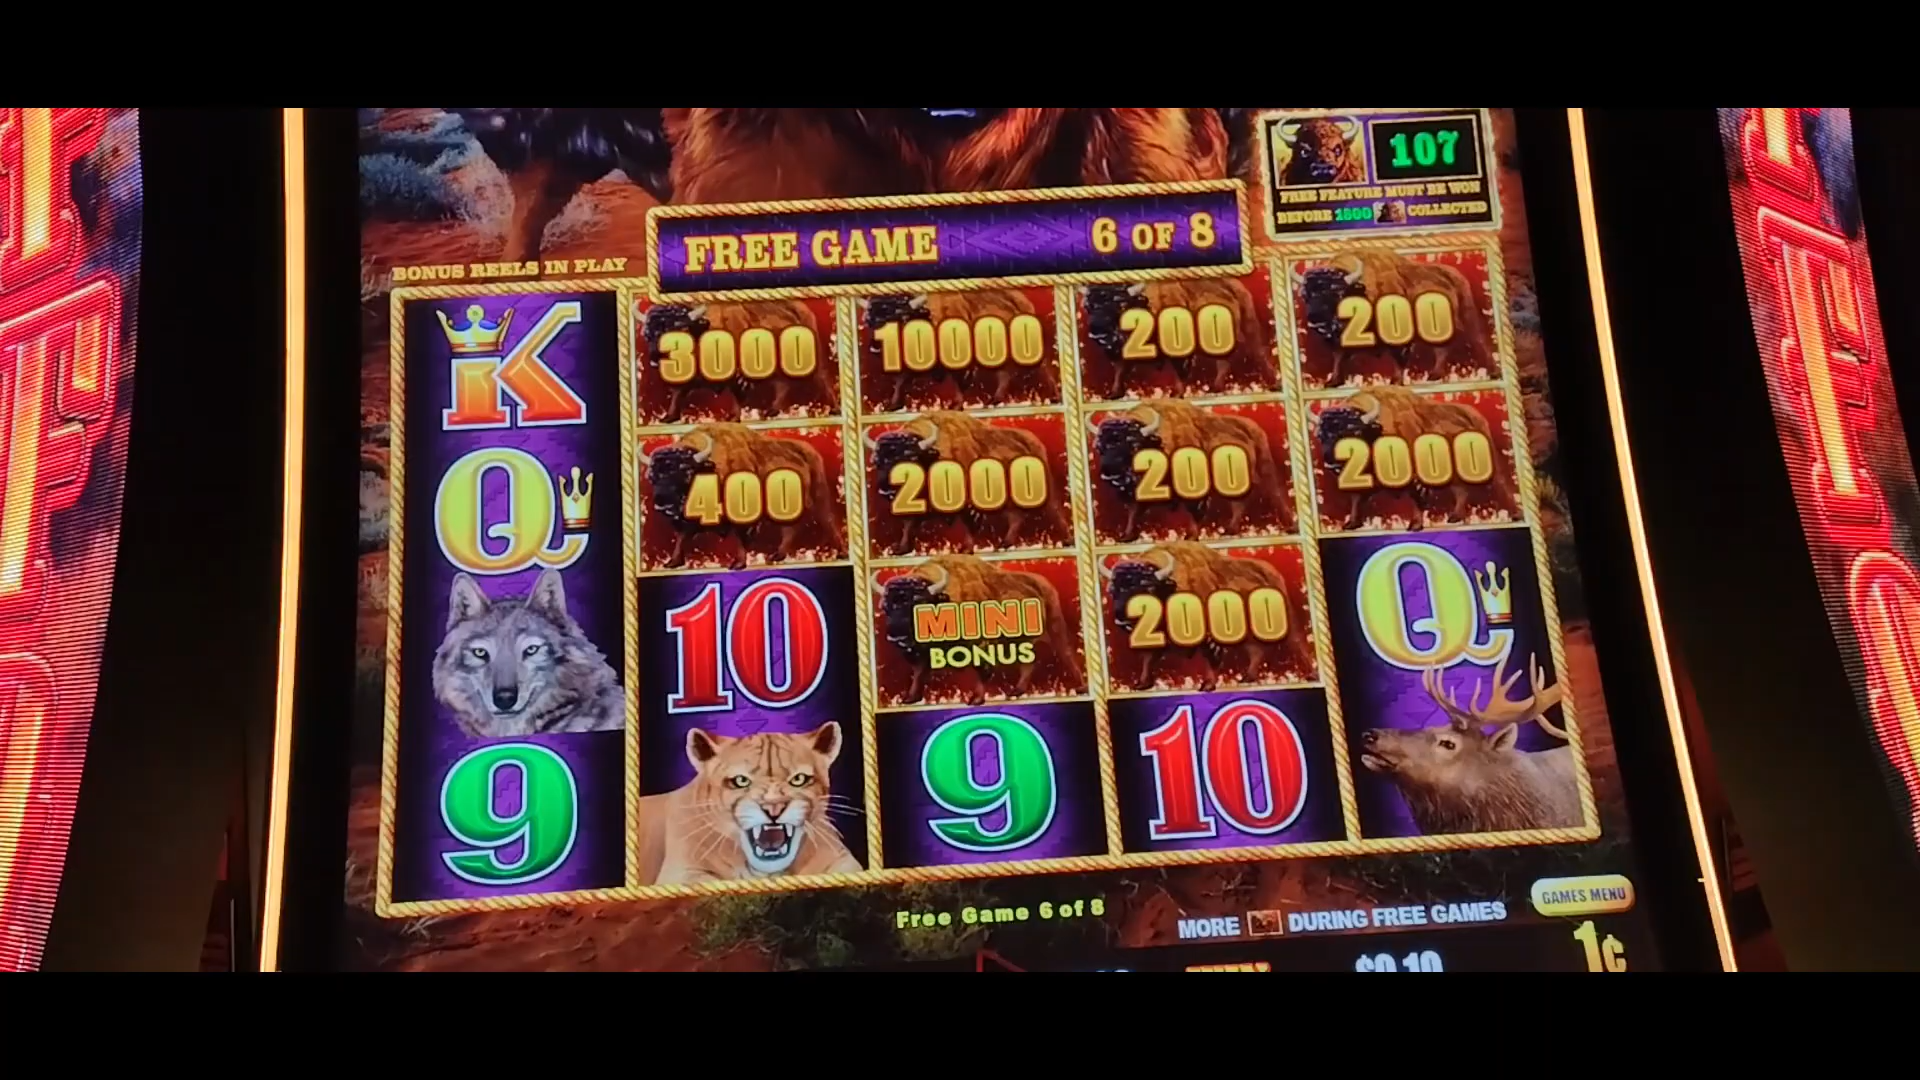 107
FREE FEATURE MUST BE WON
BEFORE 1800 COLLECTED
FREE GAME 6 OF 8
BONUS REELS IN PLAY
K 3000 10000 200 200
Q 400 2000 200 2000
10 MINI BONUS 2000 Q
9 9 10
Free Game 6 of 8
MORE DURING FREE GAMES
GAMES MENU
$0.10
1¢